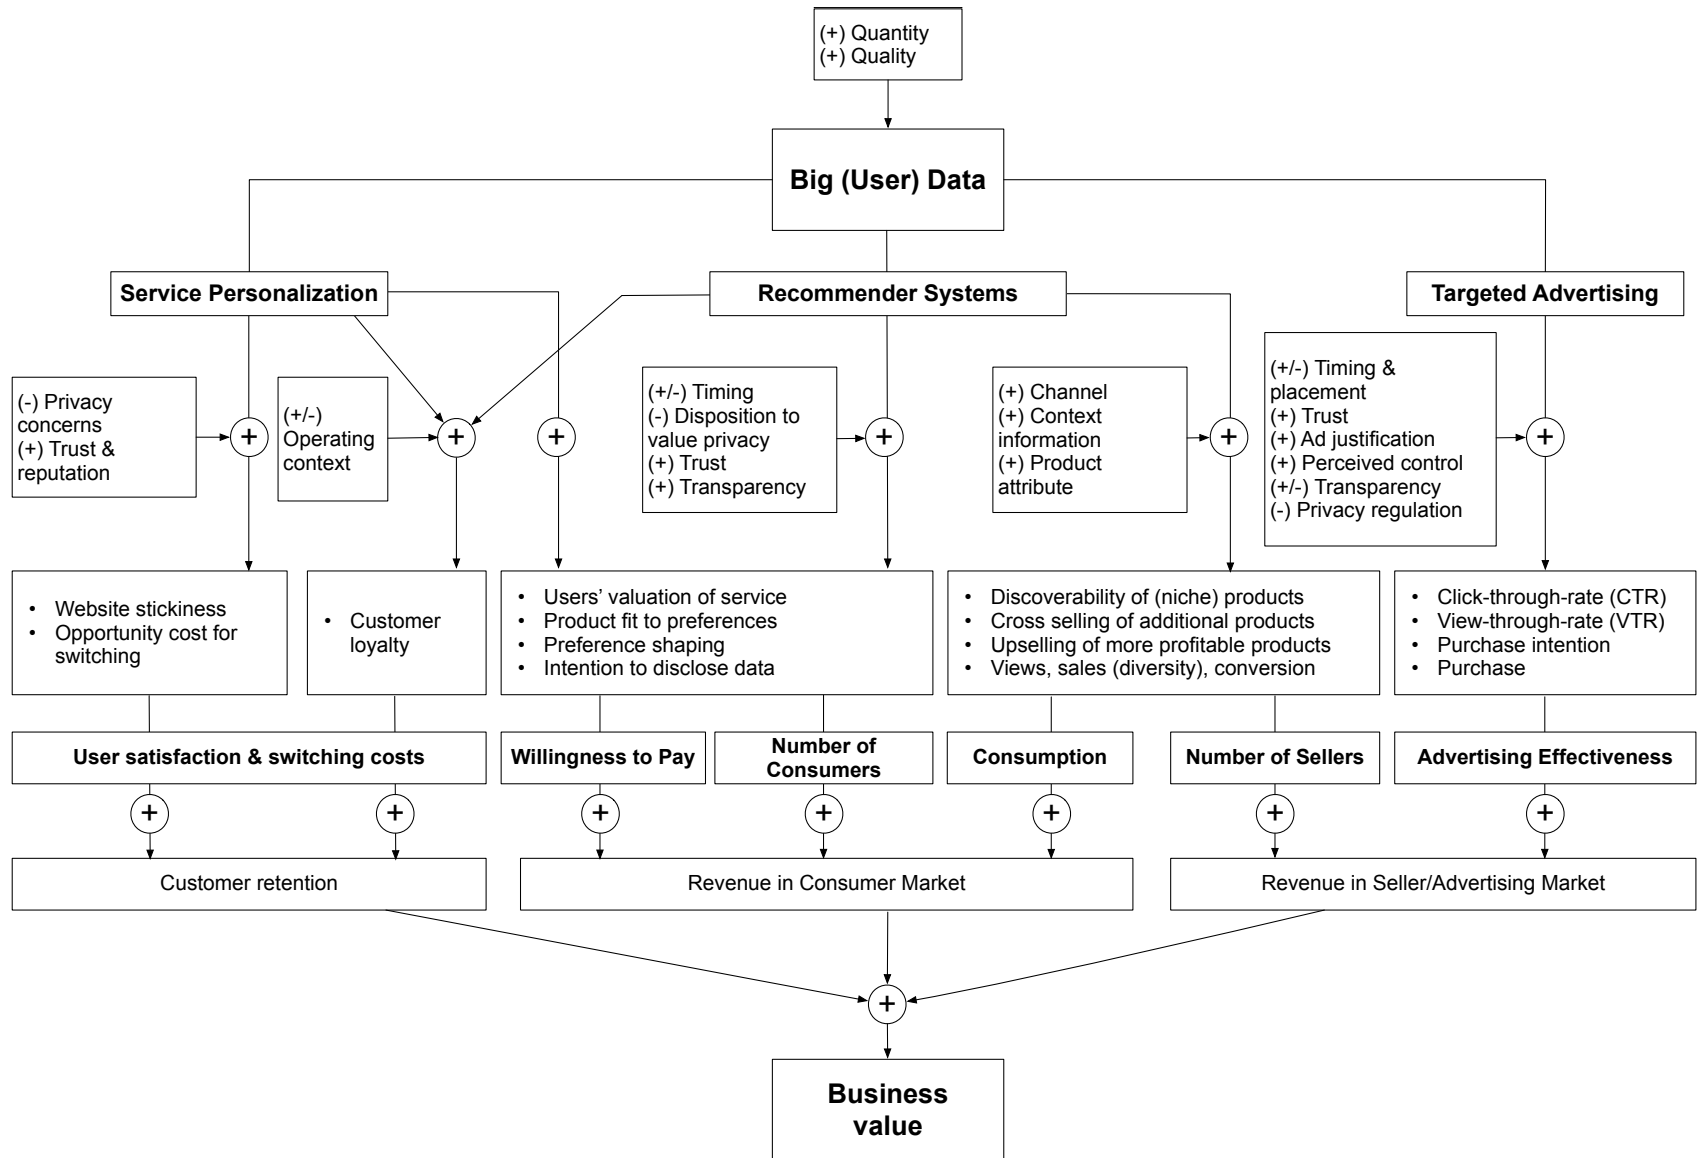 (+) Quantity
(+) Quality
Big (User) Data
Service Personalization
Recommender Systems
Targeted Advertising
(-) Privacy
concerns
(+) Trust &
reputation
+
(+/-)
Operating
context
+
+
(+/-) Timing
(-) Disposition to
value privacy
(+) Trust
(+) Transparency
+
(+) Channel
(+) Context
information
(+) Product
attribute
+
(+/-) Timing &
placement
(+) Trust
(+) Ad justification
(+) Perceived control
(+/-) Transparency
(-) Privacy regulation
+
• Website stickiness
• Opportunity cost for
switching
• Customer
loyalty
• Users’ valuation of service
• Product fit to preferences
• Preference shaping
• Intention to disclose data
• Discoverability of (niche) products
• Cross selling of additional products
• Upselling of more profitable products
• Views, sales (diversity), conversion
• Click-through-rate (CTR)
• View-through-rate (VTR)
• Purchase intention
• Purchase
User satisfaction & switching costs
Willingness to Pay
Number of
Consumers
Consumption
Number of Sellers
Advertising Effectiveness
+
+
+
+
+
+
+
Customer retention
Revenue in Consumer Market
Revenue in Seller/Advertising Market
+
Business
value